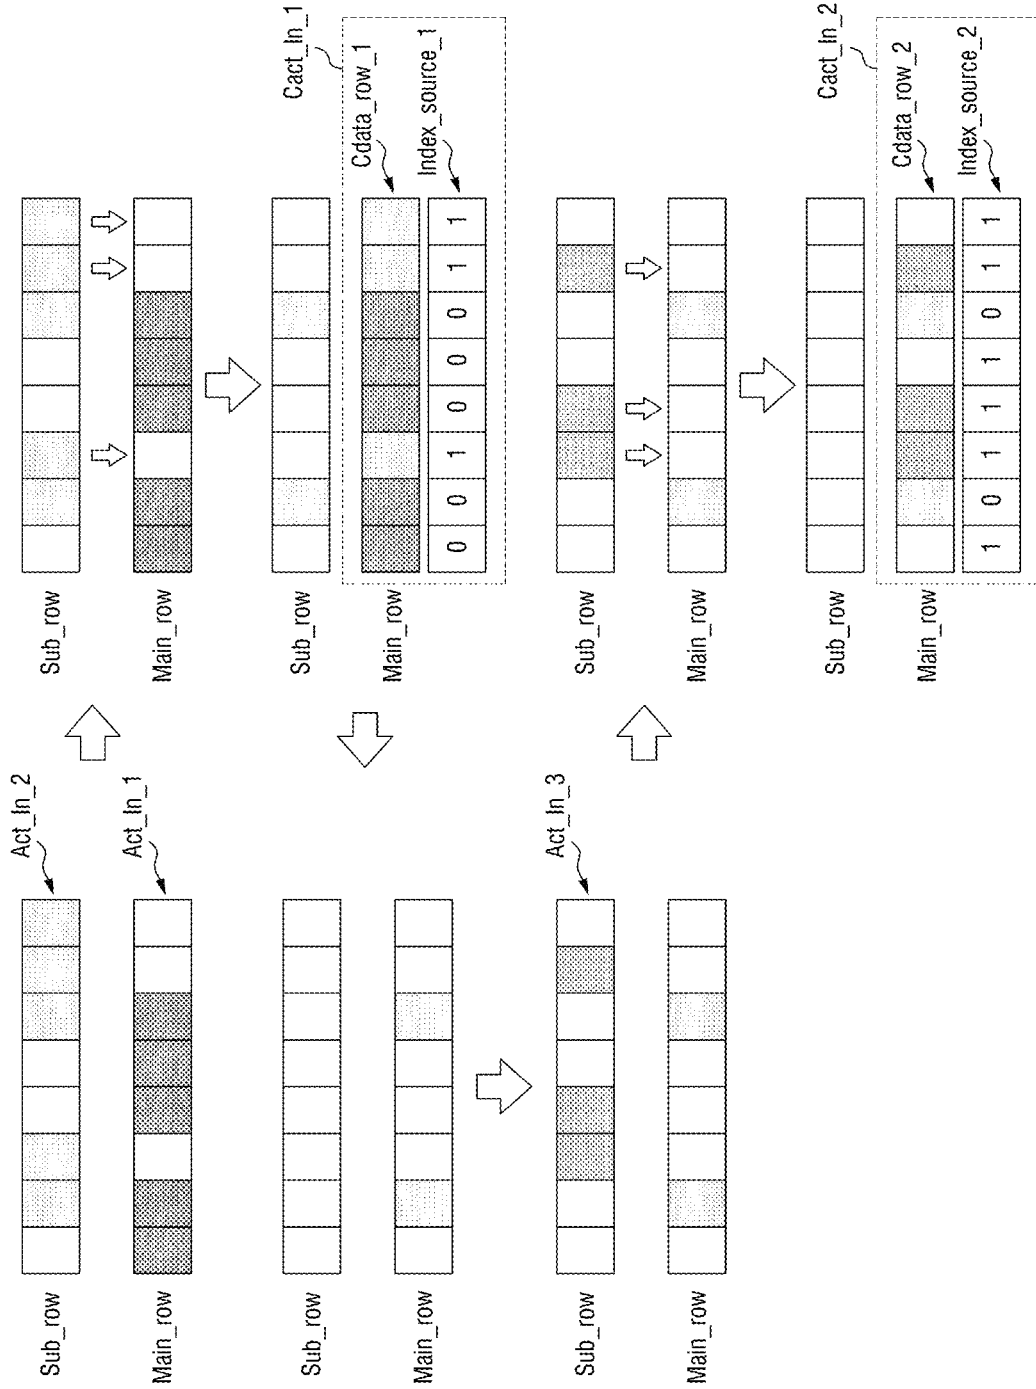 Sub_row
Act_In_2
Sub_row
Main_row
Act_In_1
Main_row
Sub_row
Sub_row
Cact_In_1
Main_row
Main_row
Cdata_row_1
0 0 1 0 0 0 1 1
Index_source_1
Sub_row
Act_In_3
Sub_row
Main_row
Main_row
Sub_row
Cact_In_2
Main_row
Cdata_row_2
1 0 1 1 1 0 1 1
Index_source_2